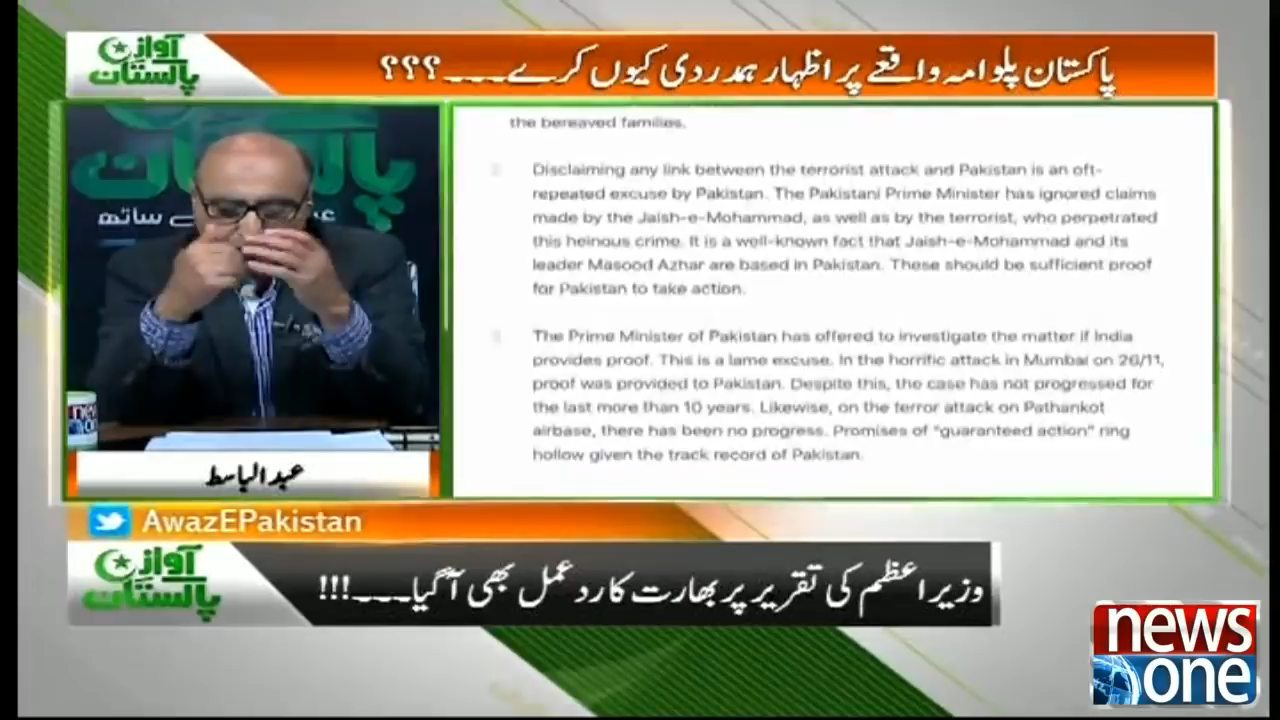 آواز پاکستان
پاکستان پلوامہ واقعے پر اظہار ہمدردی کیوں کرے۔۔۔؟؟؟
پاکستان
ساتھ
news
one
عبدالباسط
the bereaved families.
Disclaiming any link between the terrorist attack and Pakistan is an oft-
repeated excuse by Pakistan. The Pakistani Prime Minister has ignored claims
made by the Jaish-e-Mohammad, as well as by the terrorist, who perpetrated
this heinous crime. It is a well-known fact that Jaish-e-Mohammad and its
leader Masood Azhar are based in Pakistan. These should be sufficient proof
for Pakistan to take action.
The Prime Minister of Pakistan has offered to investigate the matter if India
provides proof. This is a lame excuse. In the horrific attack in Mumbai on 26/11,
proof was provided to Pakistan. Despite this, the case has not progressed for
the last more than 10 years. Likewise, on the terror attack on Pathankot
airbase, there has been no progress. Promises of "guaranteed action" ring
hollow given the track record of Pakistan.
AwazEPakistan
آواز پاکستان
وزیراعظم کی تقریر پر بھارت کا رد عمل بھی آگیا۔۔۔!!!
news
one